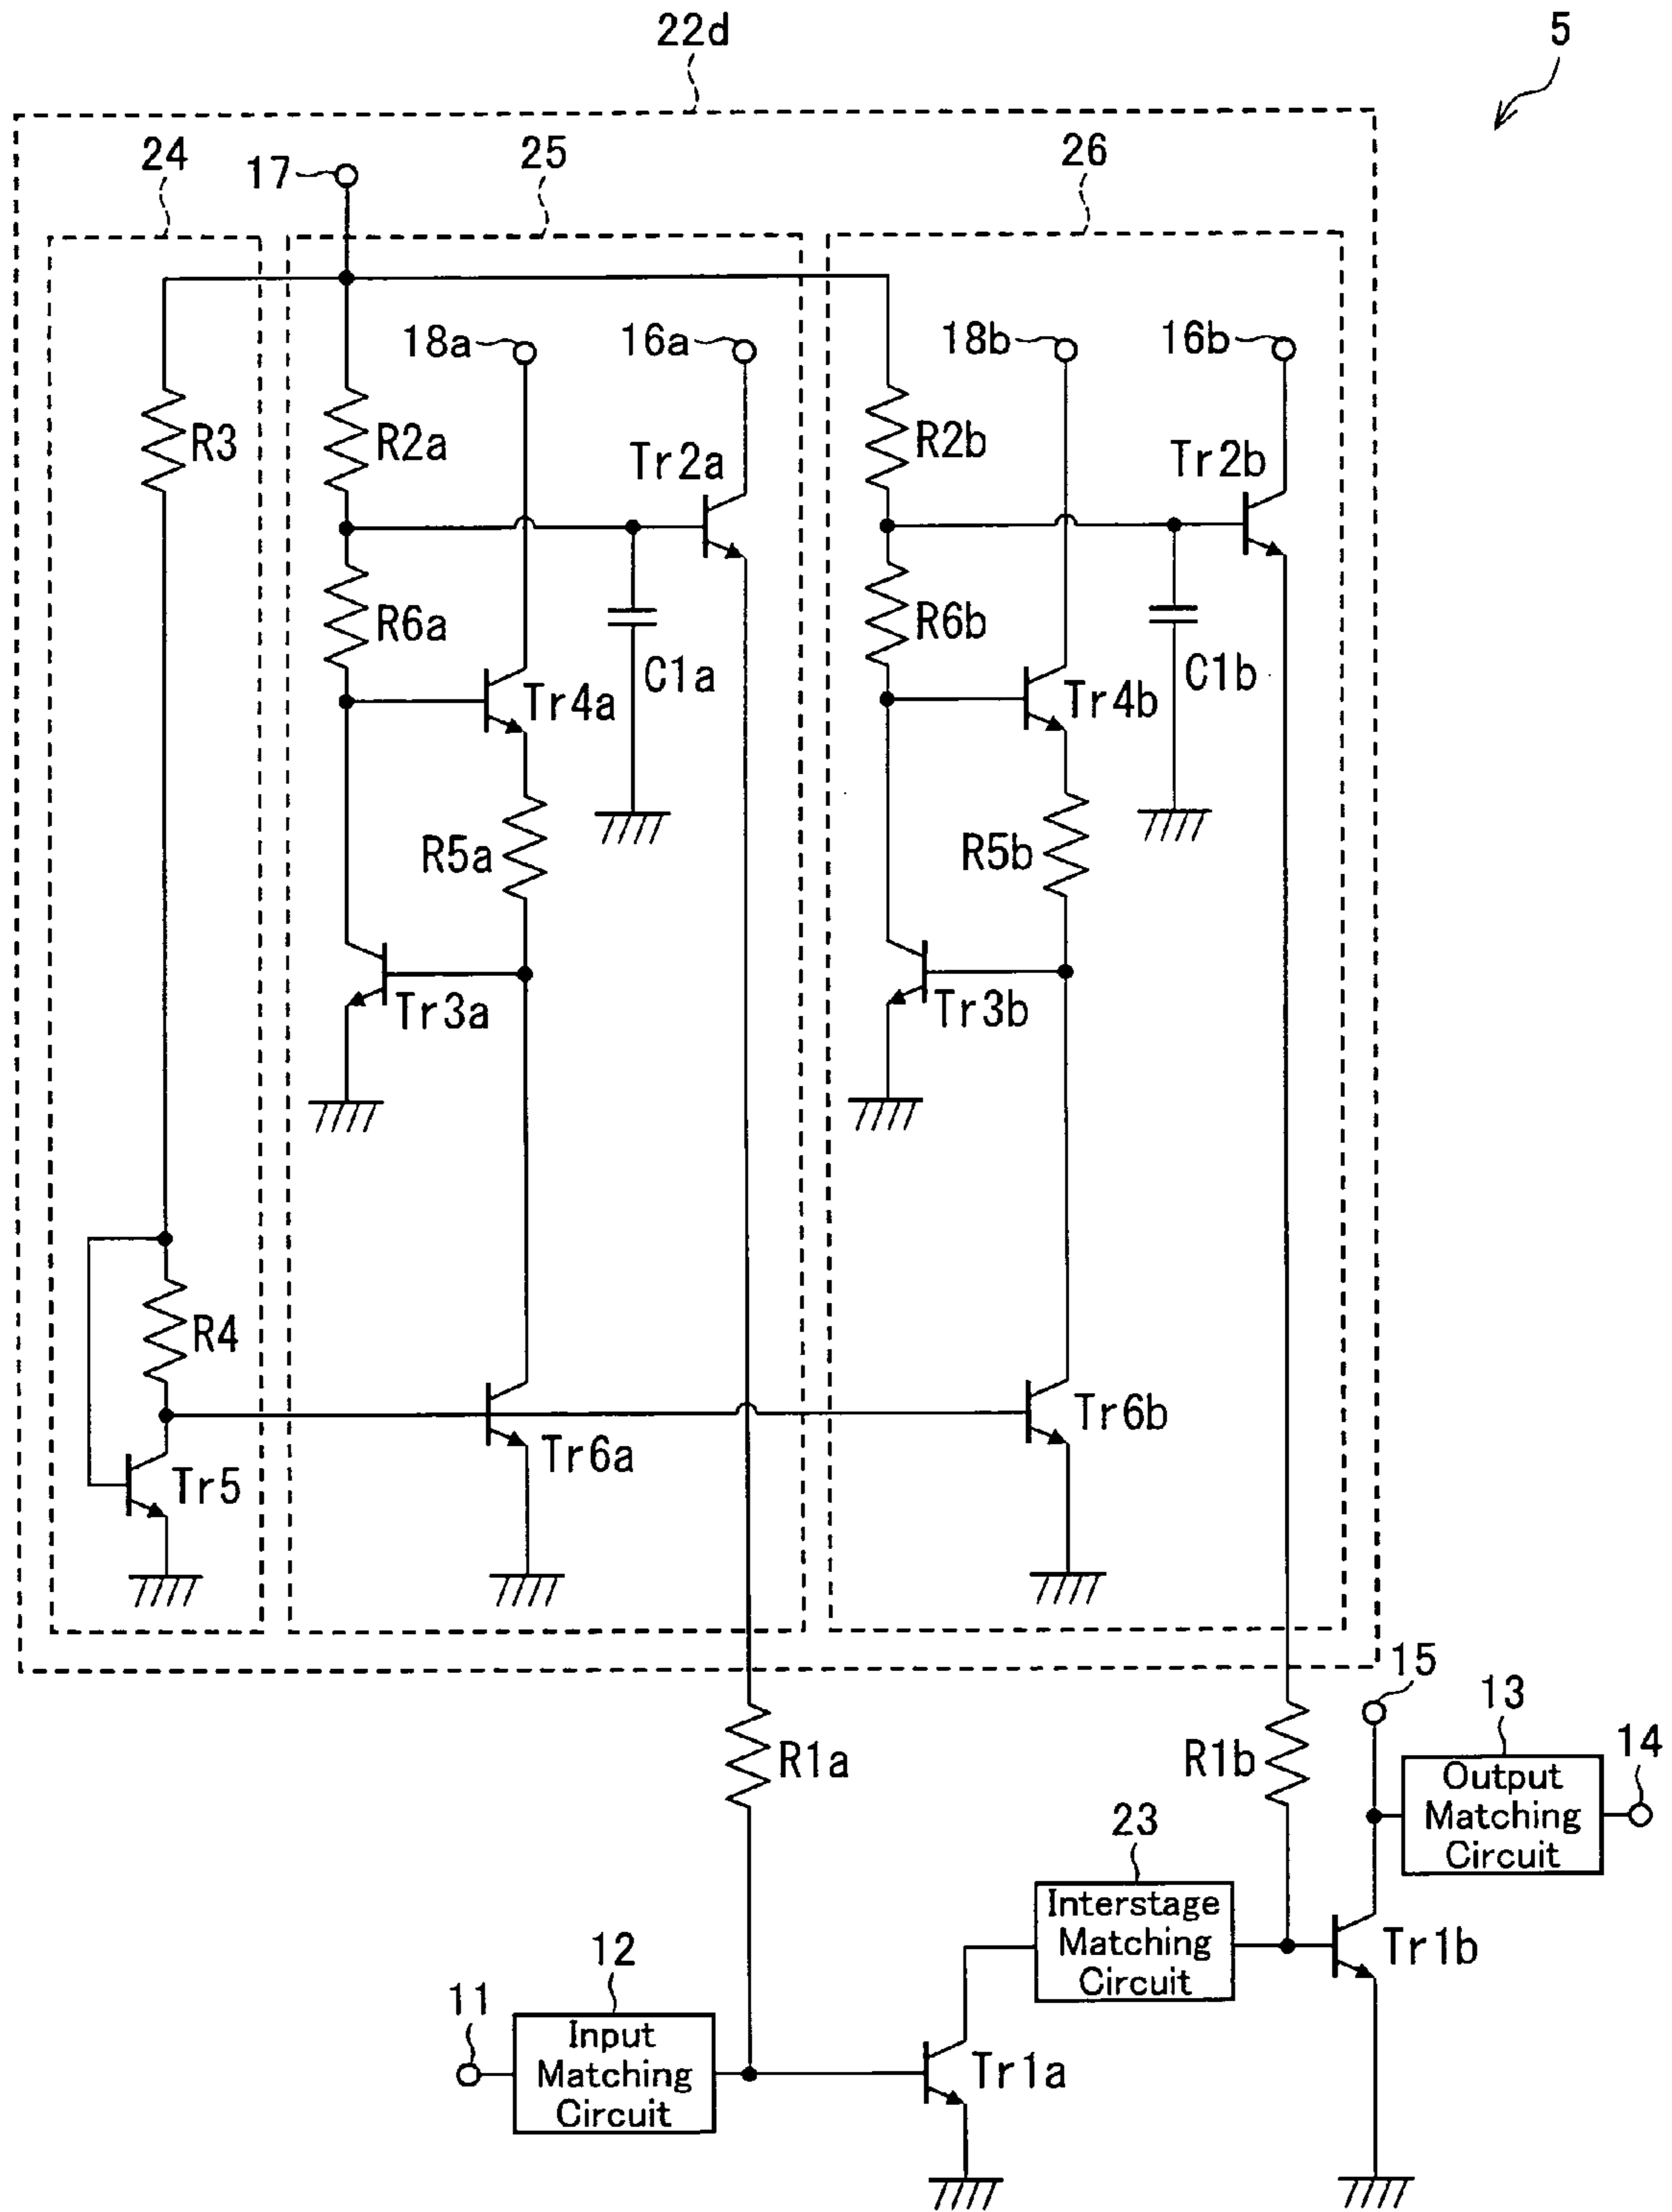 22d
5
24
17
25
26
18a
16a
18b
16b
R3
R2a
Tr2a
R2b
Tr2b
R6a
C1a
R6b
C1b
Tr4a
Tr4b
R5a
R5b
Tr3a
Tr3b
R4
Tr5
Tr6a
Tr6b
15
13
14
R1a
R1b
Output
Matching
Circuit
23
Interstage
Matching
Circuit
Tr1b
12
11
Input
Matching
Circuit
Tr1a